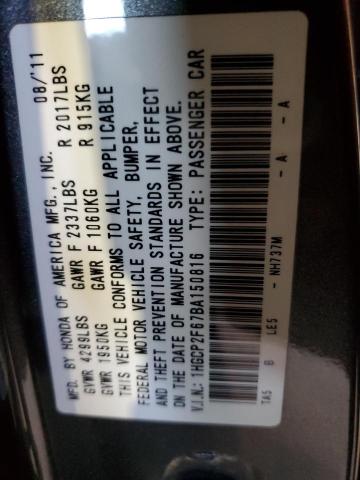 MFD. BY HONDA OF AMERICA MFG., INC. 08/'11
GVWR 4299LBS GAWR F 2337LBS R 2017LBS
GVWR 1950KG GAWR F 1060KG R 915KG
THIS VEHICLE CONFORMS TO ALL APPLICABLE
FEDERAL MOTOR VEHICLE SAFETY, BUMPER,
AND THEFT PREVENTION STANDARDS IN EFFECT
ON THE DATE OF MANUFACTURE SHOWN ABOVE.
V.I.N.: 1HGCP2F67BA150816 TYPE: PASSENGER CAR
TA5 B LE5 - NH737M - A - A